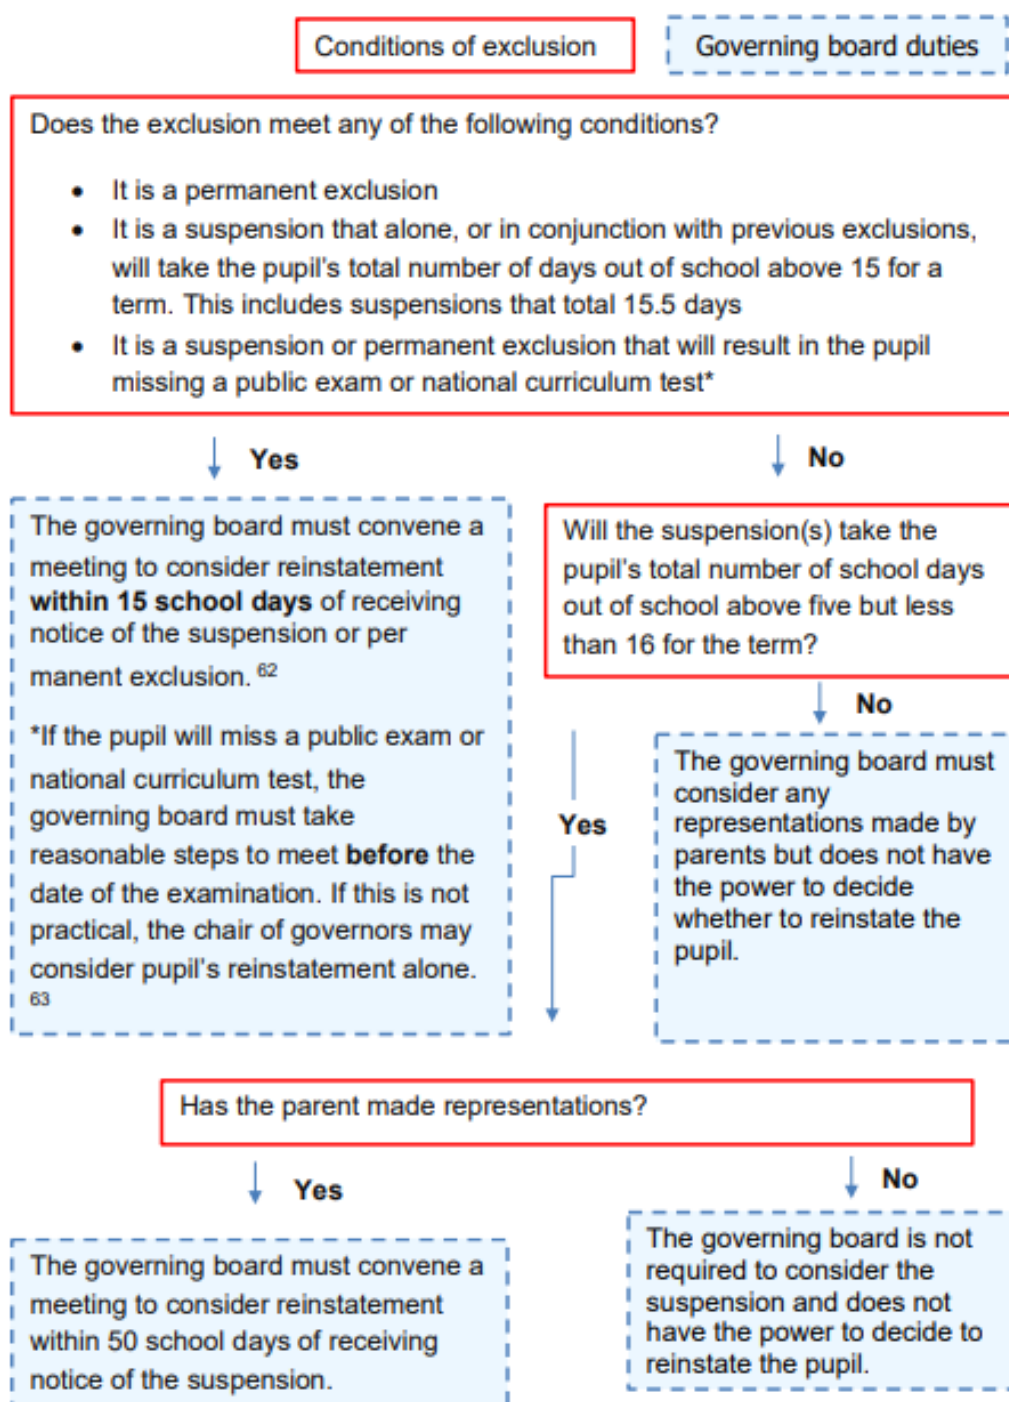 Conditions of exclusion
Governing board duties
Does the exclusion meet any of the following conditions?
• It is a permanent exclusion
• It is a suspension that alone, or in conjunction with previous exclusions,
will take the pupil's total number of days out of school above 15 for a
term. This includes suspensions that total 15.5 days
• It is a suspension or permanent exclusion that will result in the pupil
missing a public exam or national curriculum test*
Yes
No
The governing board must convene a
meeting to consider reinstatement
within 15 school days of receiving
notice of the suspension or per
manent exclusion. 62
*If the pupil will miss a public exam or
national curriculum test, the
governing board must take
reasonable steps to meet before the
date of the examination. If this is not
practical, the chair of governors may
consider pupil's reinstatement alone.
63
Will the suspension(s) take the
pupil's total number of school days
out of school above five but less
than 16 for the term?
No
Yes
The governing board must
consider any
representations made by
parents but does not have
the power to decide
whether to reinstate the
pupil.
Has the parent made representations?
Yes
No
The governing board must convene a
meeting to consider reinstatement
within 50 school days of receiving
notice of the suspension.
The governing board is not
required to consider the
suspension and does not
have the power to decide to
reinstate the pupil.